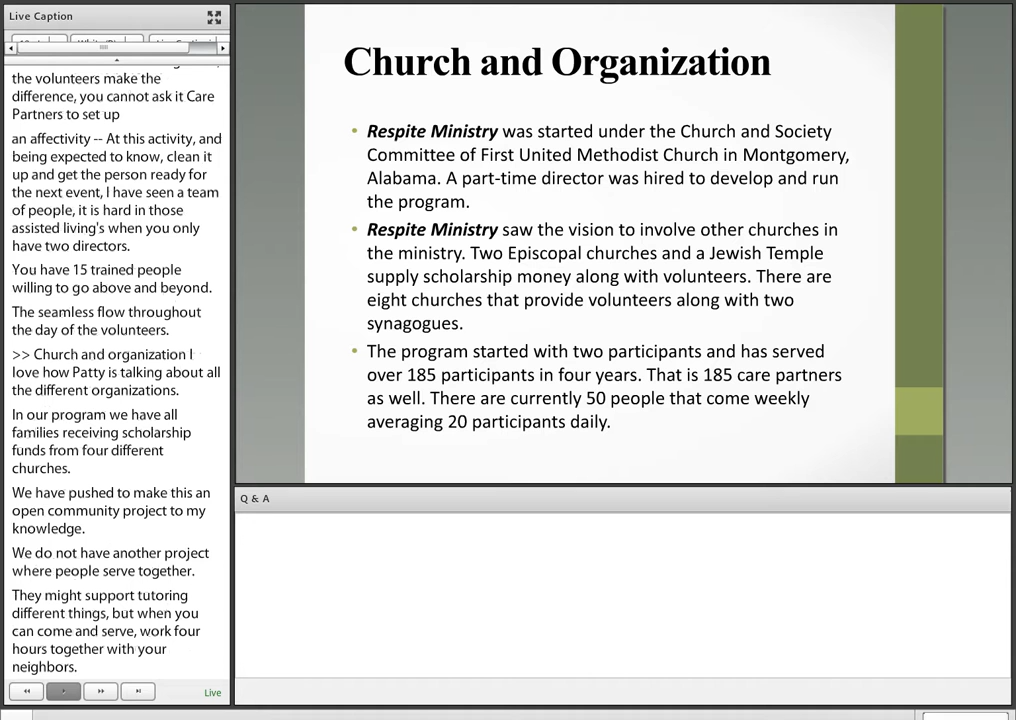 Live Caption
the volunteers make the
difference, you cannot ask it Care
Partners to set up
an affectivity -- At this activity, and
being expected to know, clean it
up and get the person ready for
the next event, I have seen a team
of people, it is hard in those
assisted living's when you only
have two directors.
You have 15 trained people
willing to go above and beyond.
The seamless flow throughout
the day of the volunteers.
>> Church and organization I
love how Patty is talking about all
the different organizations.
In our program we have all
families receiving scholarship
funds from four different
churches.
We have pushed to make this an
open community project to my
knowledge.
We do not have another project
where people serve together.
They might support tutoring
different things, but when you
can come and serve, work four
hours together with your
neighbors.
Live
Church and Organization
• Respite Ministry was started under the Church and Society
Committee of First United Methodist Church in Montgomery,
Alabama. A part-time director was hired to develop and run
the program.
• Respite Ministry saw the vision to involve other churches in
the ministry. Two Episcopal churches and a Jewish Temple
supply scholarship money along with volunteers. There are
eight churches that provide volunteers along with two
synagogues.
• The program started with two participants and has served
over 185 participants in four years. That is 185 care partners
as well. There are currently 50 people that come weekly
averaging 20 participants daily.
Q & A